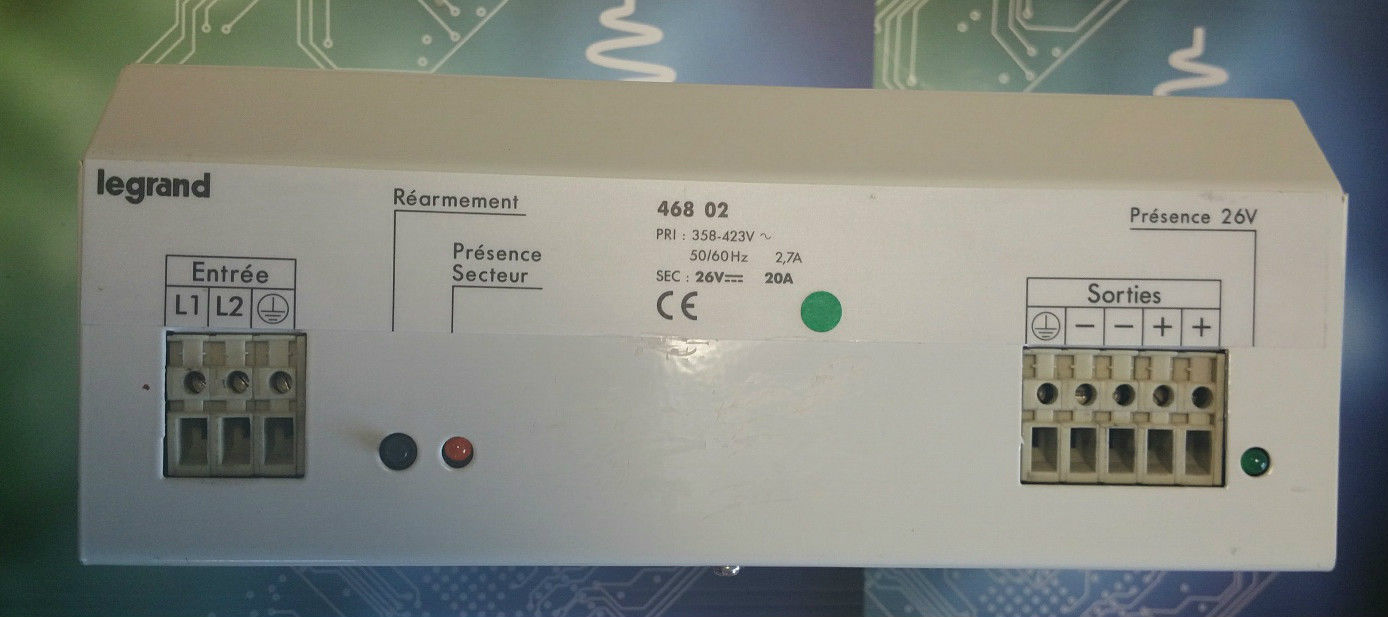 legrand
Réarmement
Présence
Secteur
Entrée
L1 L2
468 02
PRI : 358-423V ~
50/60Hz 2,7A
SEC : 26V⎓ 20A
CE
Présence 26V
Sorties
− − + +